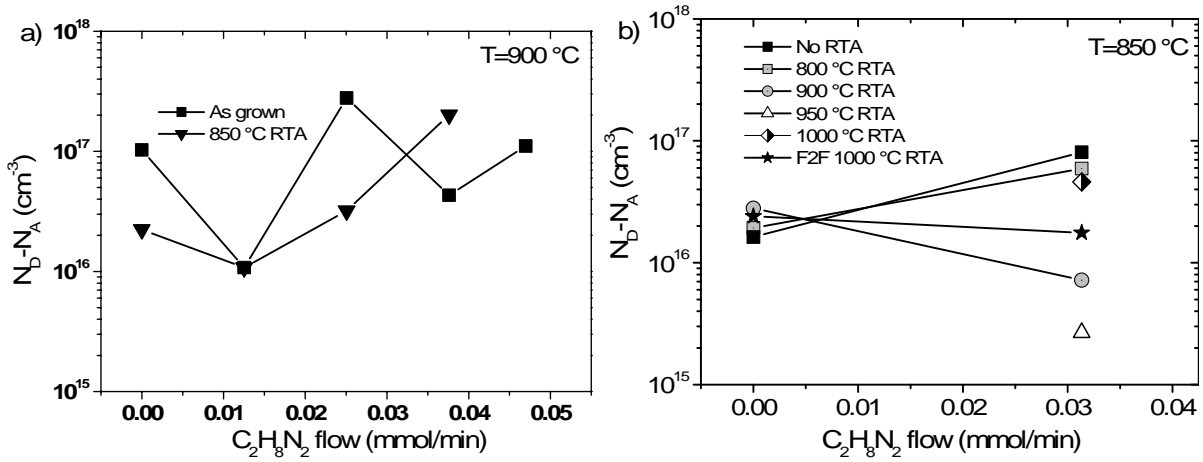 a)
T=900 °C
As grown
850 °C RTA
10^18
10^17
10^16
10^15
N_D-N_A (cm^-3)
0.00 0.01 0.02 0.03 0.04 0.05
C_2H_8N_2 flow (mmol/min)
b)
T=850 °C
No RTA
800 °C RTA
900 °C RTA
950 °C RTA
1000 °C RTA
F2F 1000 °C RTA
10^18
10^17
10^16
10^15
N_D-N_A (cm^-3)
0.00 0.01 0.02 0.03 0.04
C_2H_8N_2 flow (mmol/min)